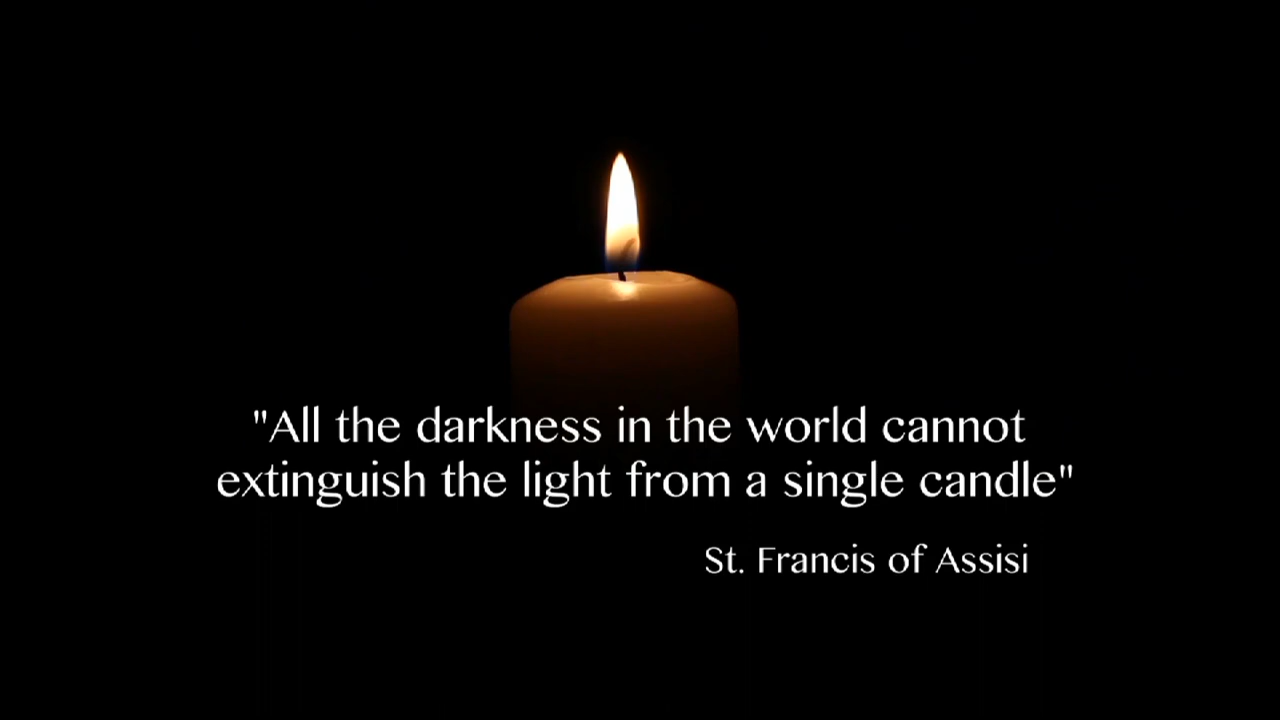 "All the darkness in the world cannot
extinguish the light from a single candle"
St. Francis of Assisi